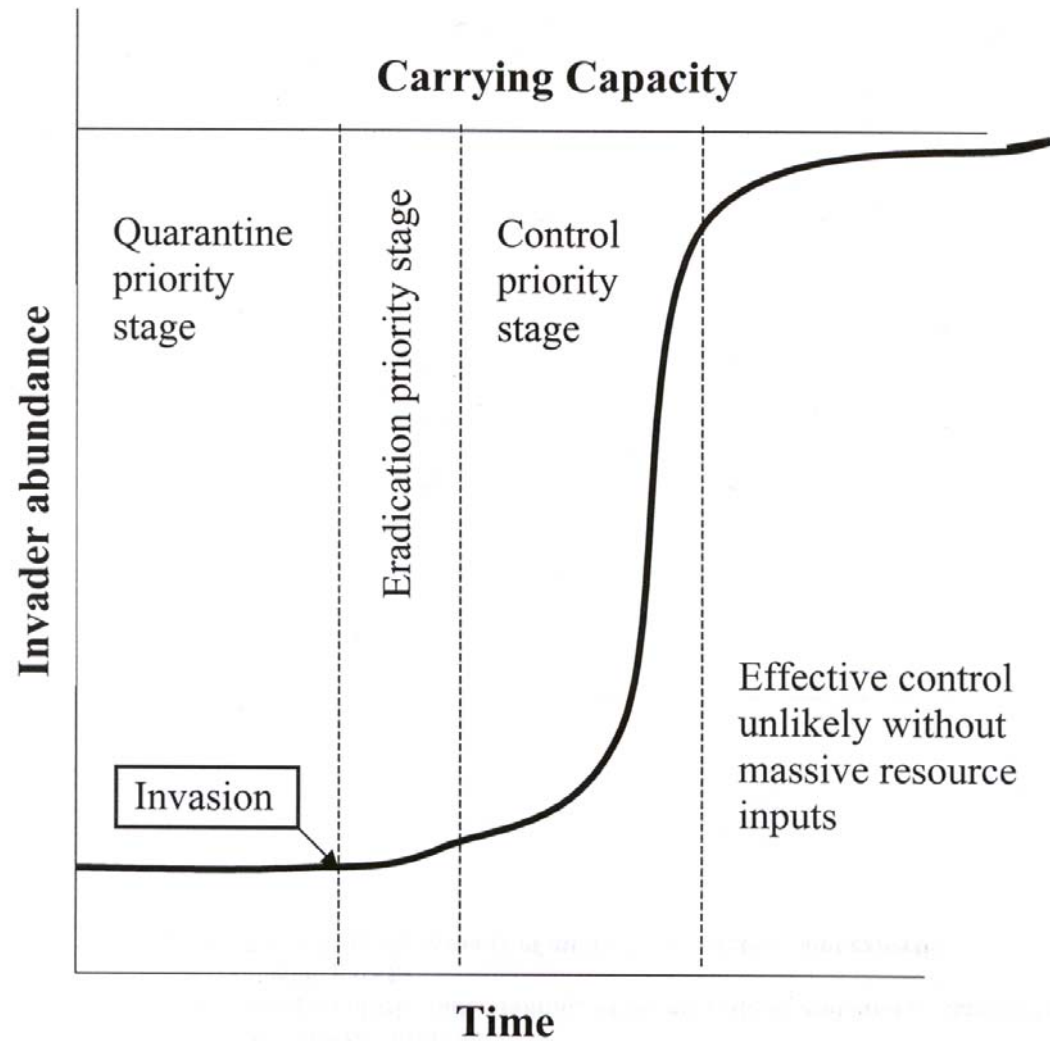 Carrying Capacity
Quarantine
priority
stage
Eradication priority stage
Control
priority
stage
Invader abundance
Effective control
unlikely without
massive resource
inputs
Invasion
Time